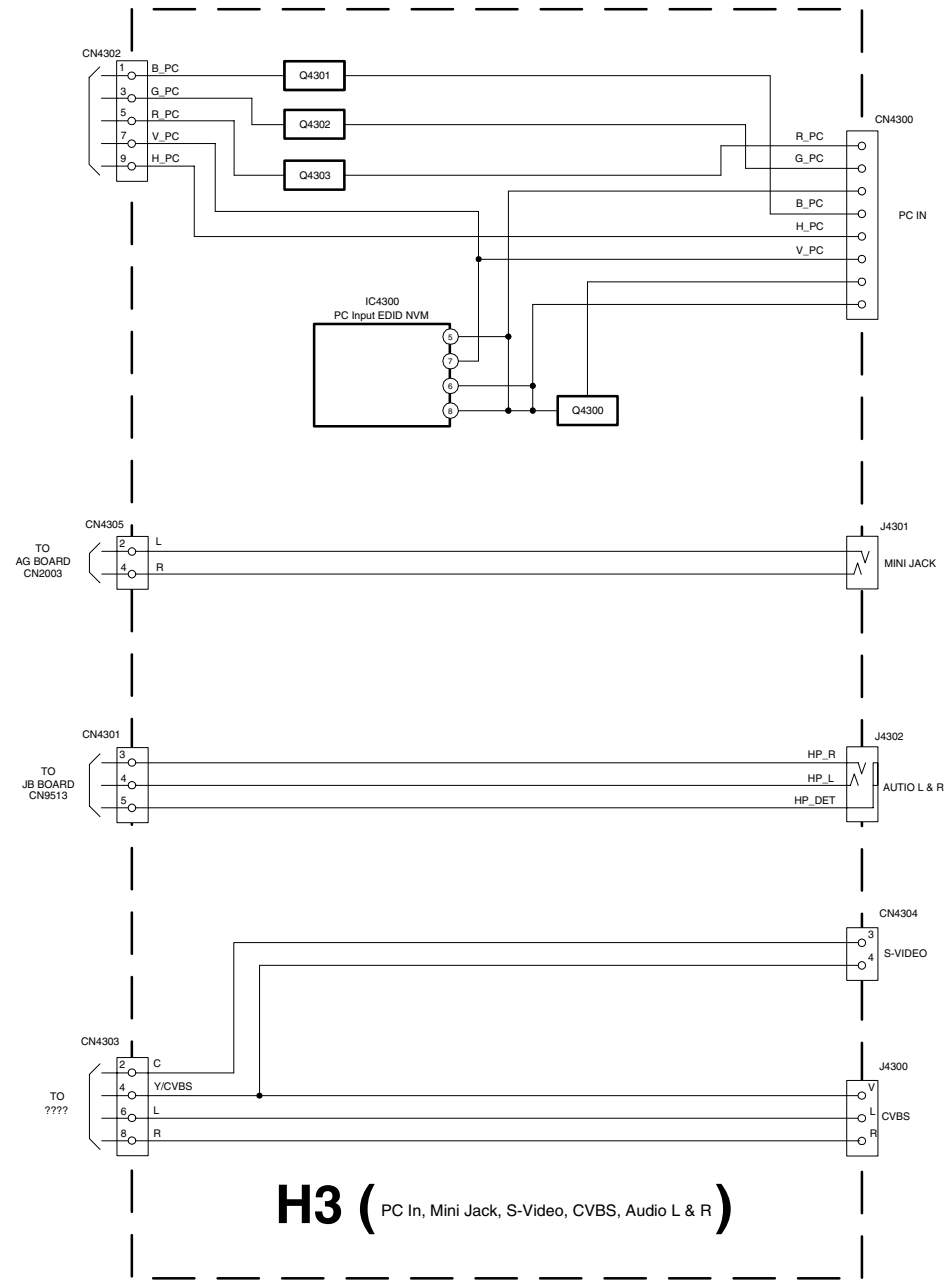 CN4302
1 B_PC
3 G_PC
5 R_PC
7 V_PC
9 H_PC
Q4301
Q4302
Q4303
CN4300
R_PC
G_PC
B_PC
H_PC
V_PC
PC IN
IC4300
PC Input EDID NVM
5
7
6
8
Q4300
CN4305
TO
AG BOARD
CN2003
2 L
4 R
J4301
MINI JACK
CN4301
TO
JB BOARD
CN9513
3
4
5
HP_R
HP_L
HP_DET
J4302
AUTIO L & R
CN4304
3
4
S-VIDEO
CN4303
TO
????
2 C
4 Y/CVBS
6 L
8 R
J4300
V
L
R
CVBS
H3 ( PC In, Mini Jack, S-Video, CVBS, Audio L & R )